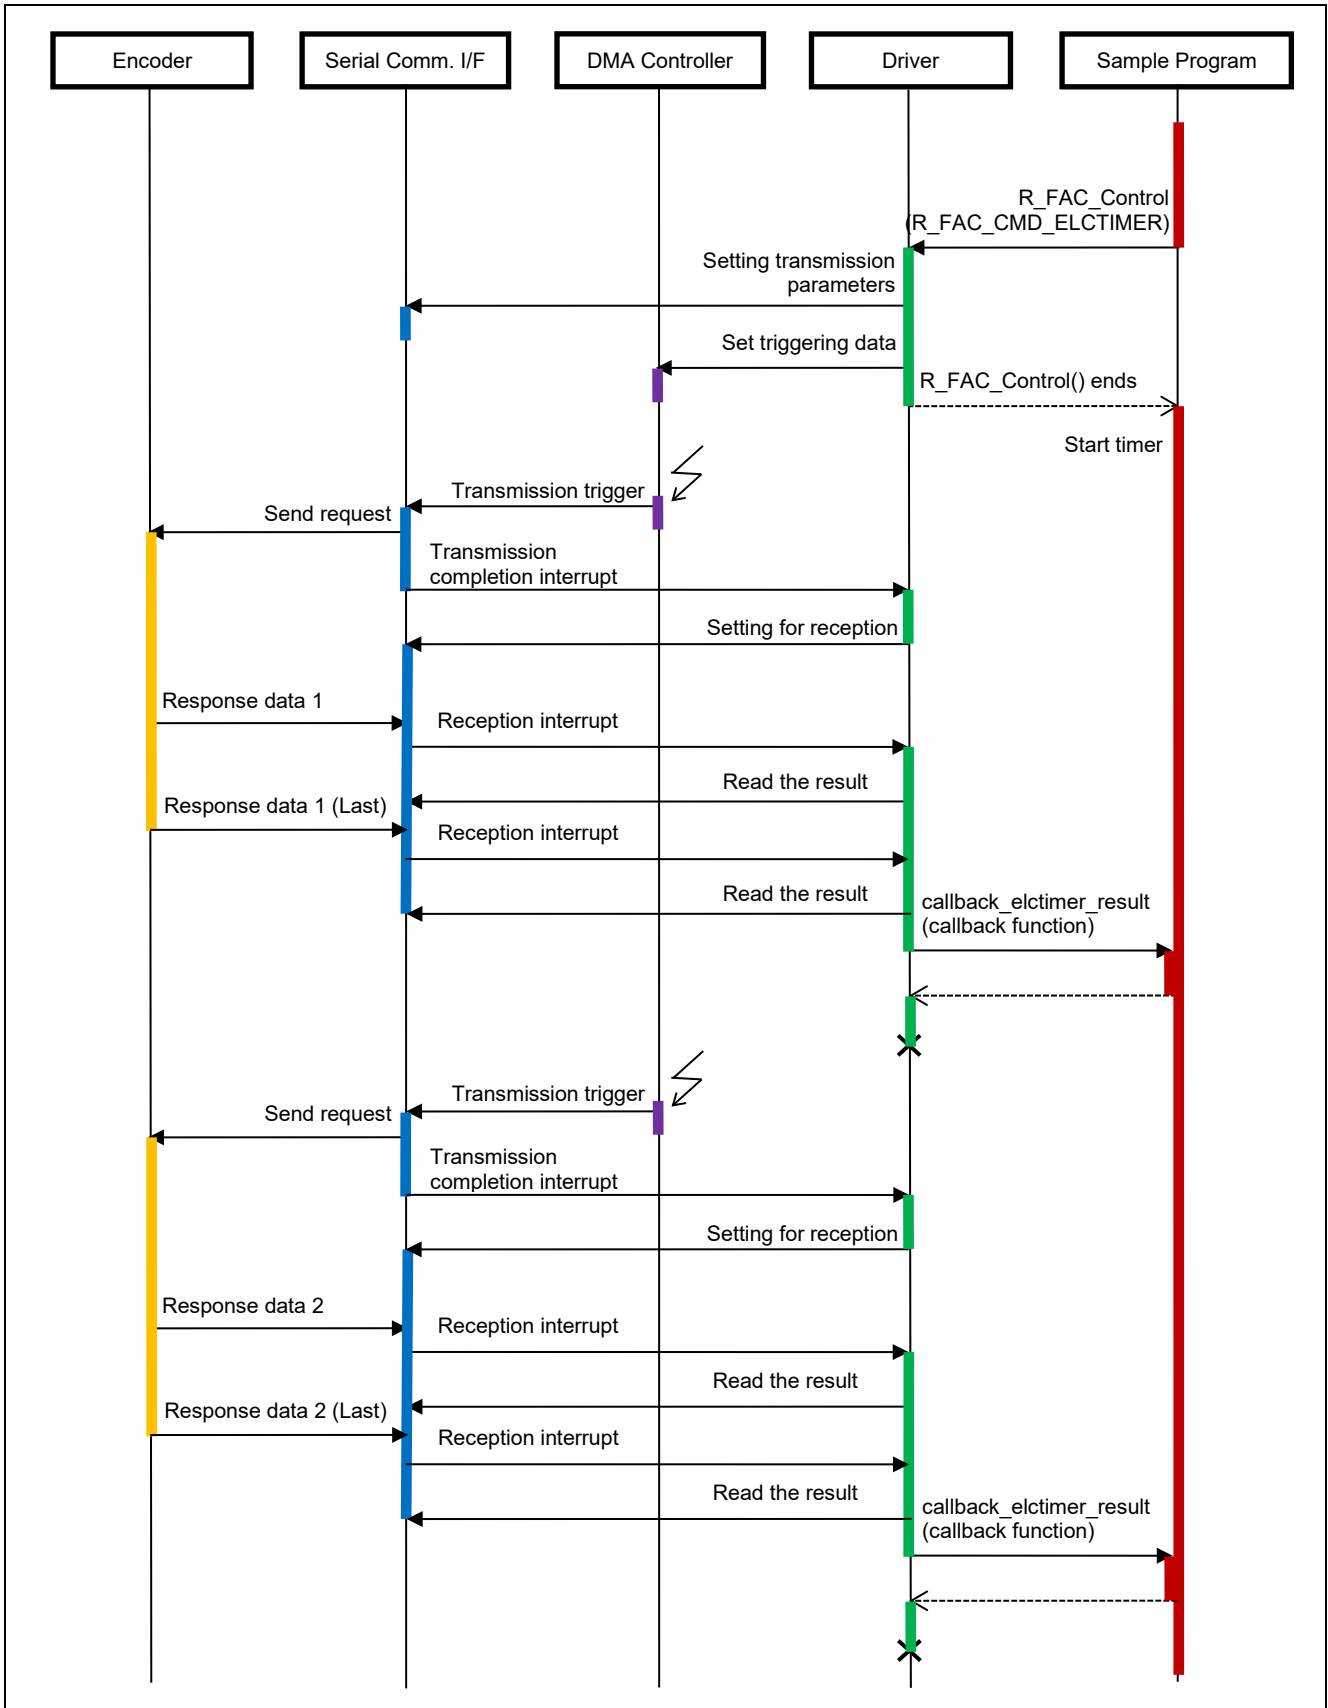 Encoder
Serial Comm. I/F
DMA Controller
Driver
Sample Program
R_FAC_Control
(R_FAC_CMD_ELCTIMER)
Setting transmission
parameters
Set triggering data
R_FAC_Control() ends
Start timer
Transmission trigger
Send request
Transmission
completion interrupt
Setting for reception
Response data 1
Reception interrupt
Read the result
Response data 1 (Last)
Reception interrupt
Read the result
callback_elctimer_result
(callback function)
Transmission trigger
Send request
Transmission
completion interrupt
Setting for reception
Response data 2
Reception interrupt
Read the result
Response data 2 (Last)
Reception interrupt
Read the result
callback_elctimer_result
(callback function)